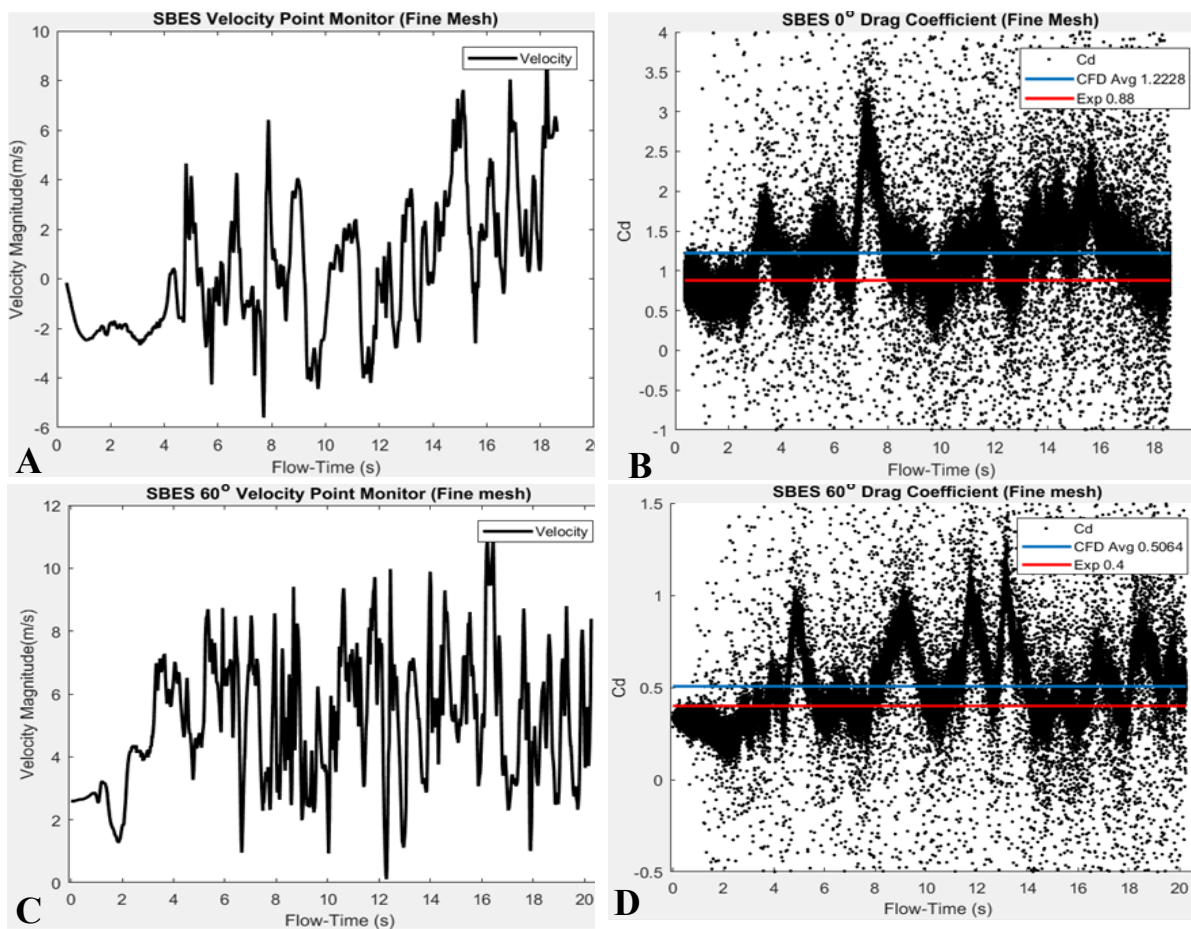 SBES Velocity Point Monitor (Fine Mesh)
10
8
6
4
2
0
-2
-4
-6
Velocity Magnitude(m/s)
Velocity
0 2 4 6 8 10 12 14 16 18 20
Flow-Time (s)
A
SBES 0° Drag Coefficient (Fine Mesh)
4
3.5
3
2.5
2
1.5
1
0.5
0
-0.5
-1
Cd
Cd
CFD Avg 1.2228
Exp 0.88
0 2 4 6 8 10 12 14 16 18
Flow-Time (s)
B
SBES 60° Velocity Point Monitor (Fine mesh)
12
10
8
6
4
2
0
Velocity Magnitude(m/s)
Velocity
0 2 4 6 8 10 12 14 16 18 20
Flow-Time (s)
C
SBES 60° Drag Coefficient (Fine mesh)
1.5
1
0.5
0
-0.5
Cd
Cd
CFD Avg 0.5064
Exp 0.4
0 2 4 6 8 10 12 14 16 18 20
Flow-Time (s)
D